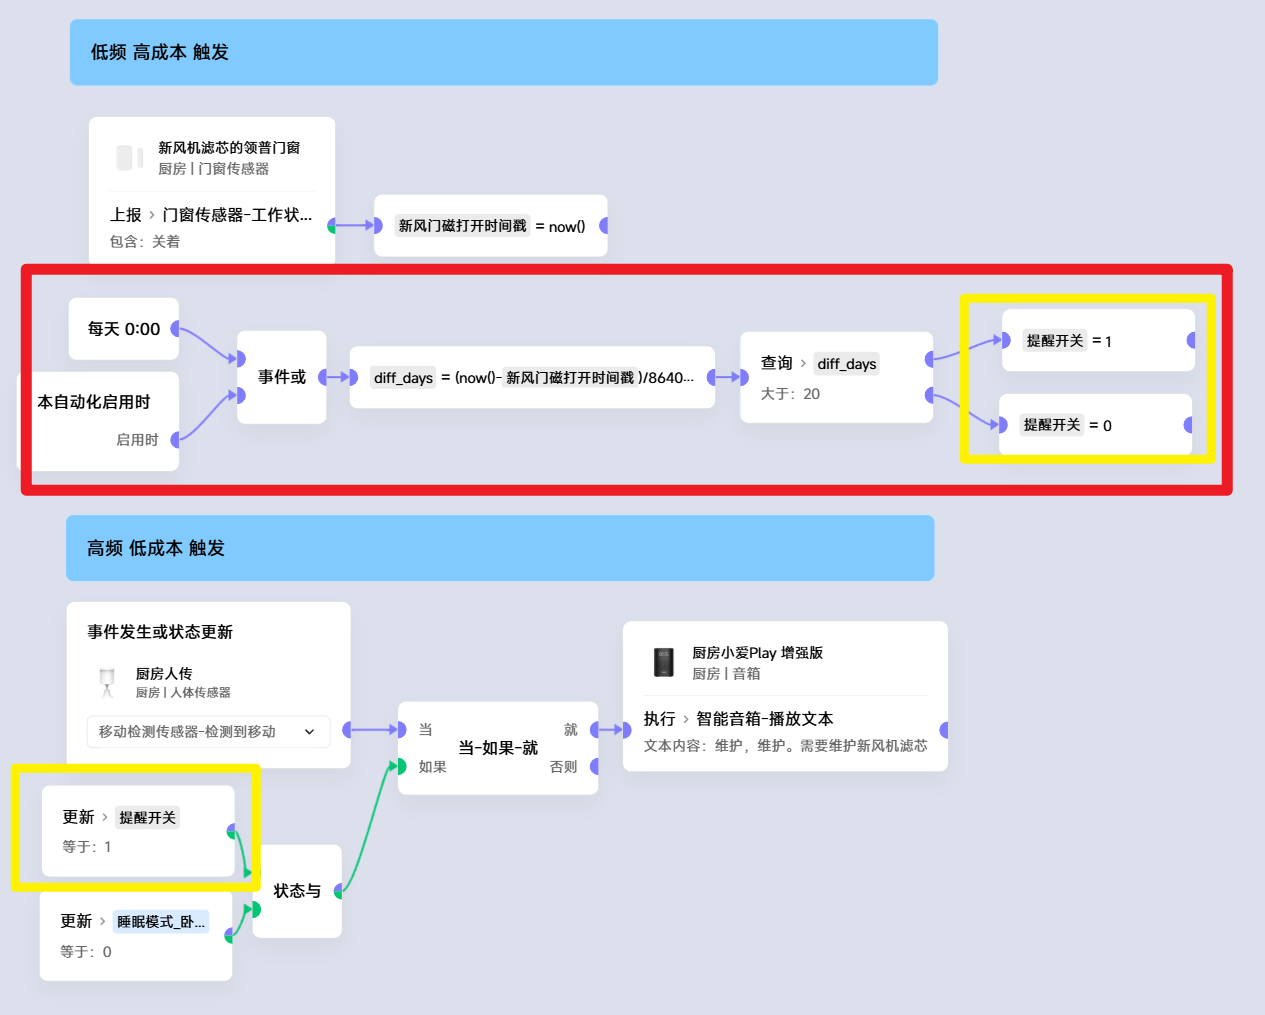 低频 高成本 触发
新风机滤芯的领普门窗
厨房 | 门窗传感器
上报 > 门窗传感器-工作状...
包含：关着
新风门磁打开时间戳 = now()
每天 0:00
本自动化启用时
启用时
事件或
diff_days = (now()-新风门磁打开时间戳)/8640...
查询 > diff_days
大于：20
提醒开关 = 1
提醒开关 = 0
高频 低成本 触发
事件发生或状态更新
厨房人传
厨房 | 人体传感器
移动检测传感器-检测到移动
更新 > 提醒开关
等于：1
更新 > 睡眠模式_卧...
等于：0
状态与
当
如果
当-如果-就
就
否则
厨房小爱Play 增强版
厨房 | 音箱
执行 > 智能音箱-播放文本
文本内容：维护，维护。需要维护新风机滤芯